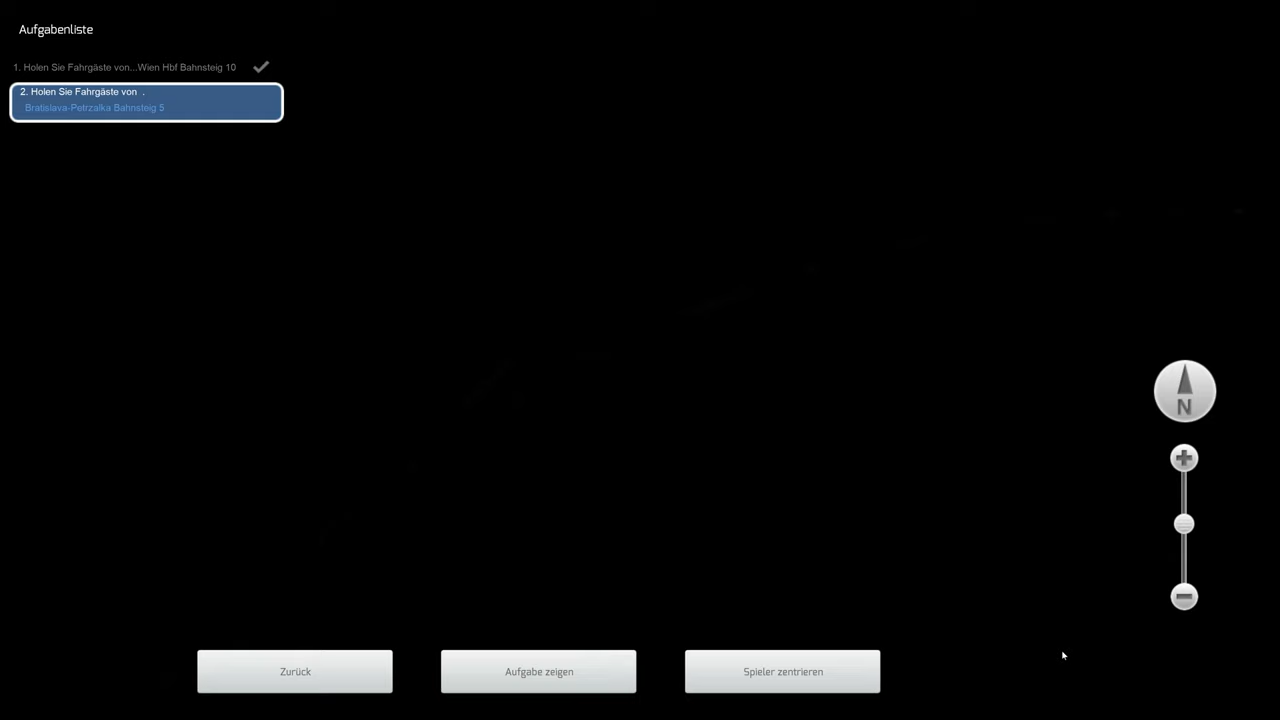 Aufgabenliste
1. Holen Sie Fahrgäste von...Wien Hbf Bahnsteig 10
2. Holen Sie Fahrgäste von .
Bratislava-Petrzalka Bahnsteig 5
N
Zurück
Aufgabe zeigen
Spieler zentrieren